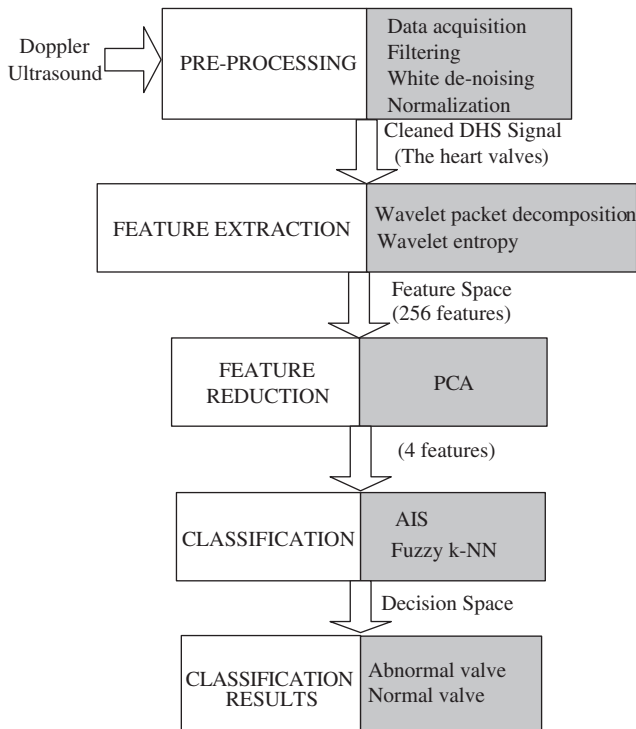 Doppler
Ultrasound
PRE-PROCESSING
Data acquisition
Filtering
White de-noising
Normalization
Cleaned DHS Signal
(The heart valves)
FEATURE EXTRACTION
Wavelet packet decomposition
Wavelet entropy
Feature Space
(256 features)
FEATURE
REDUCTION
PCA
(4 features)
CLASSIFICATION
AIS
Fuzzy k-NN
Decision Space
CLASSIFICATION
RESULTS
Abnormal valve
Normal valve